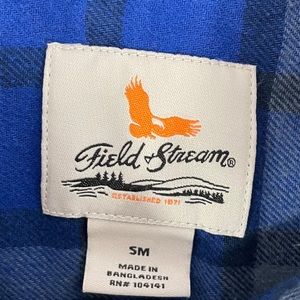 Field & Stream®
ESTABLISHED 1871
SM
MADE IN
BANGLADESH
RN# 104141